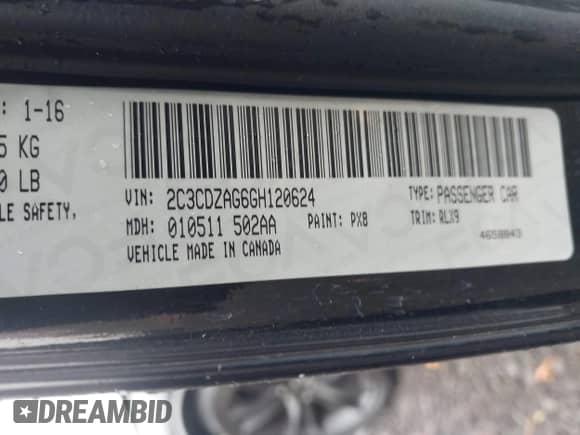 : 1-16
5 KG
0 LB
LE SAFETY,
VIN: 2C3CDZAG6GH120624
TYPE: PASSENGER CAR
MDH: 010511 502AA
PAINT: PX8
TRIM: RLX9
VEHICLE MADE IN CANADA
4658843
DREAMBID